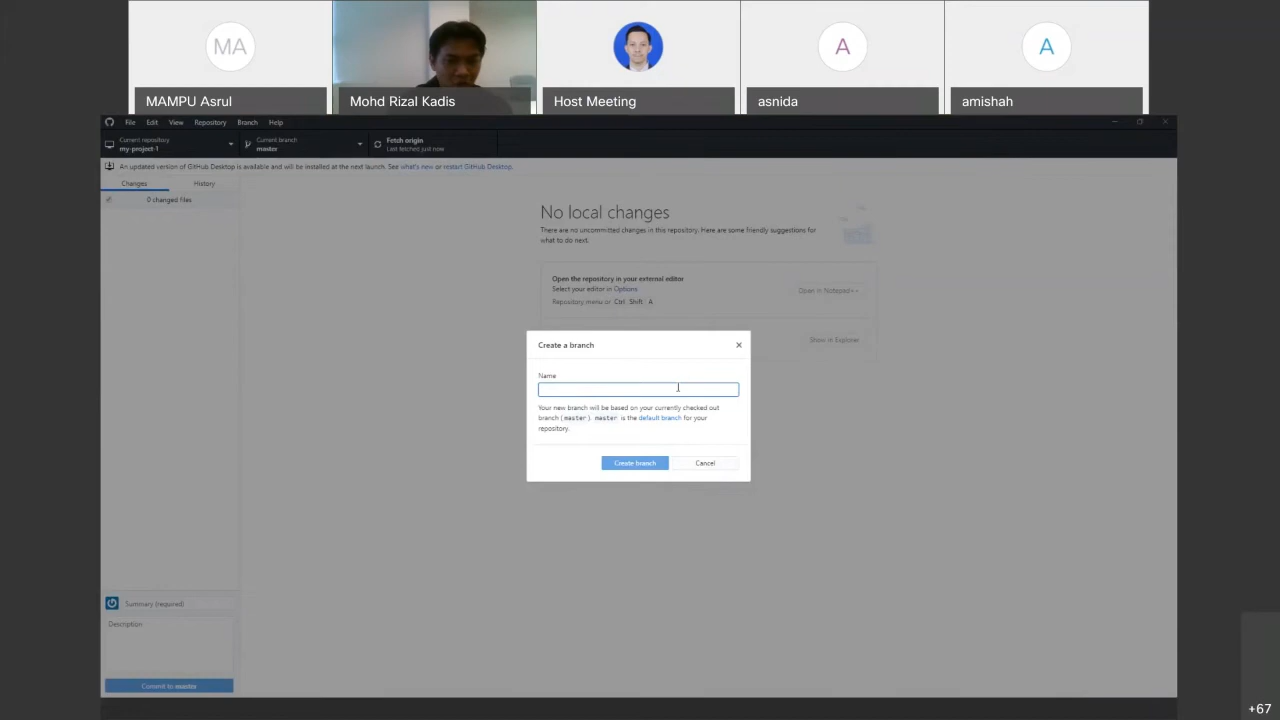 MA
A
A
MAMPU Asrul
Mohd Rizal Kadis
Host Meeting
asnida
amishah
File Edit View Repository Branch Help
Current repository
my-project-1
Current branch
master
Fetch origin
Last fetched just now
An updated version of GitHub Desktop is available and will be installed at the next launch. See what's new or restart GitHub Desktop.
Changes
History
0 changed files
No local changes
There are no uncommitted changes in this repository. Here are some friendly suggestions for
what to do next.
Open the repository in your external editor
Select your editor in Options
Repository menu or Ctrl Shift A
Open in Notepad++
Show in Explorer
Create a branch
Name
Your new branch will be based on your currently checked out
branch (master). master is the default branch for your
repository.
Create branch
Cancel
Summary (required)
Description
Commit to master
+67